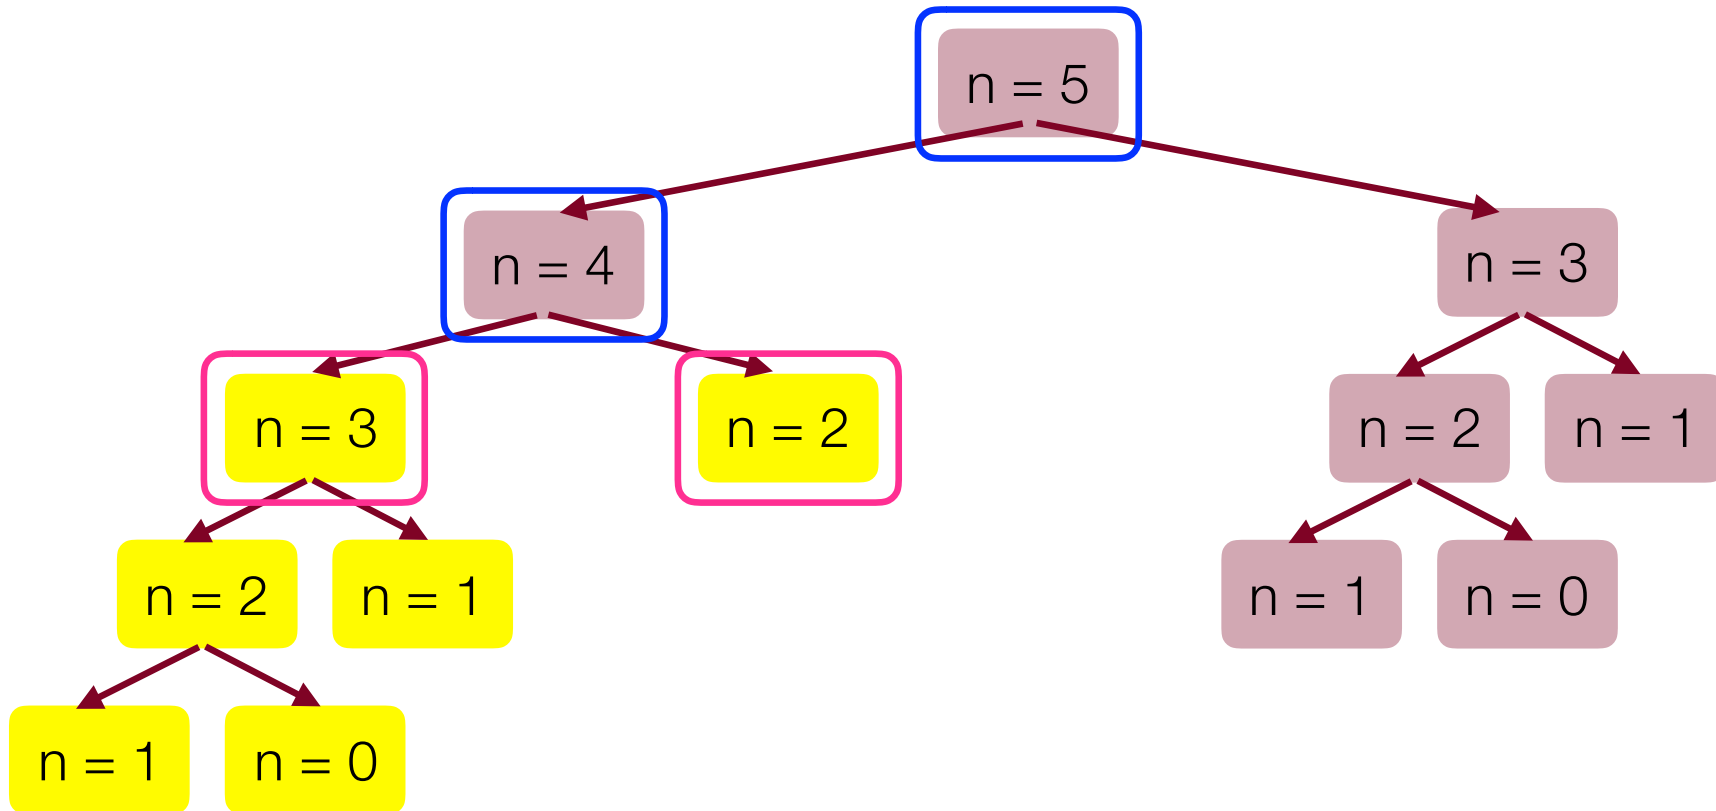 n = 5
n = 4
n = 3
n = 3
n = 2
n = 2
n = 1
n = 2
n = 1
n = 1
n = 0
n = 1
n = 0